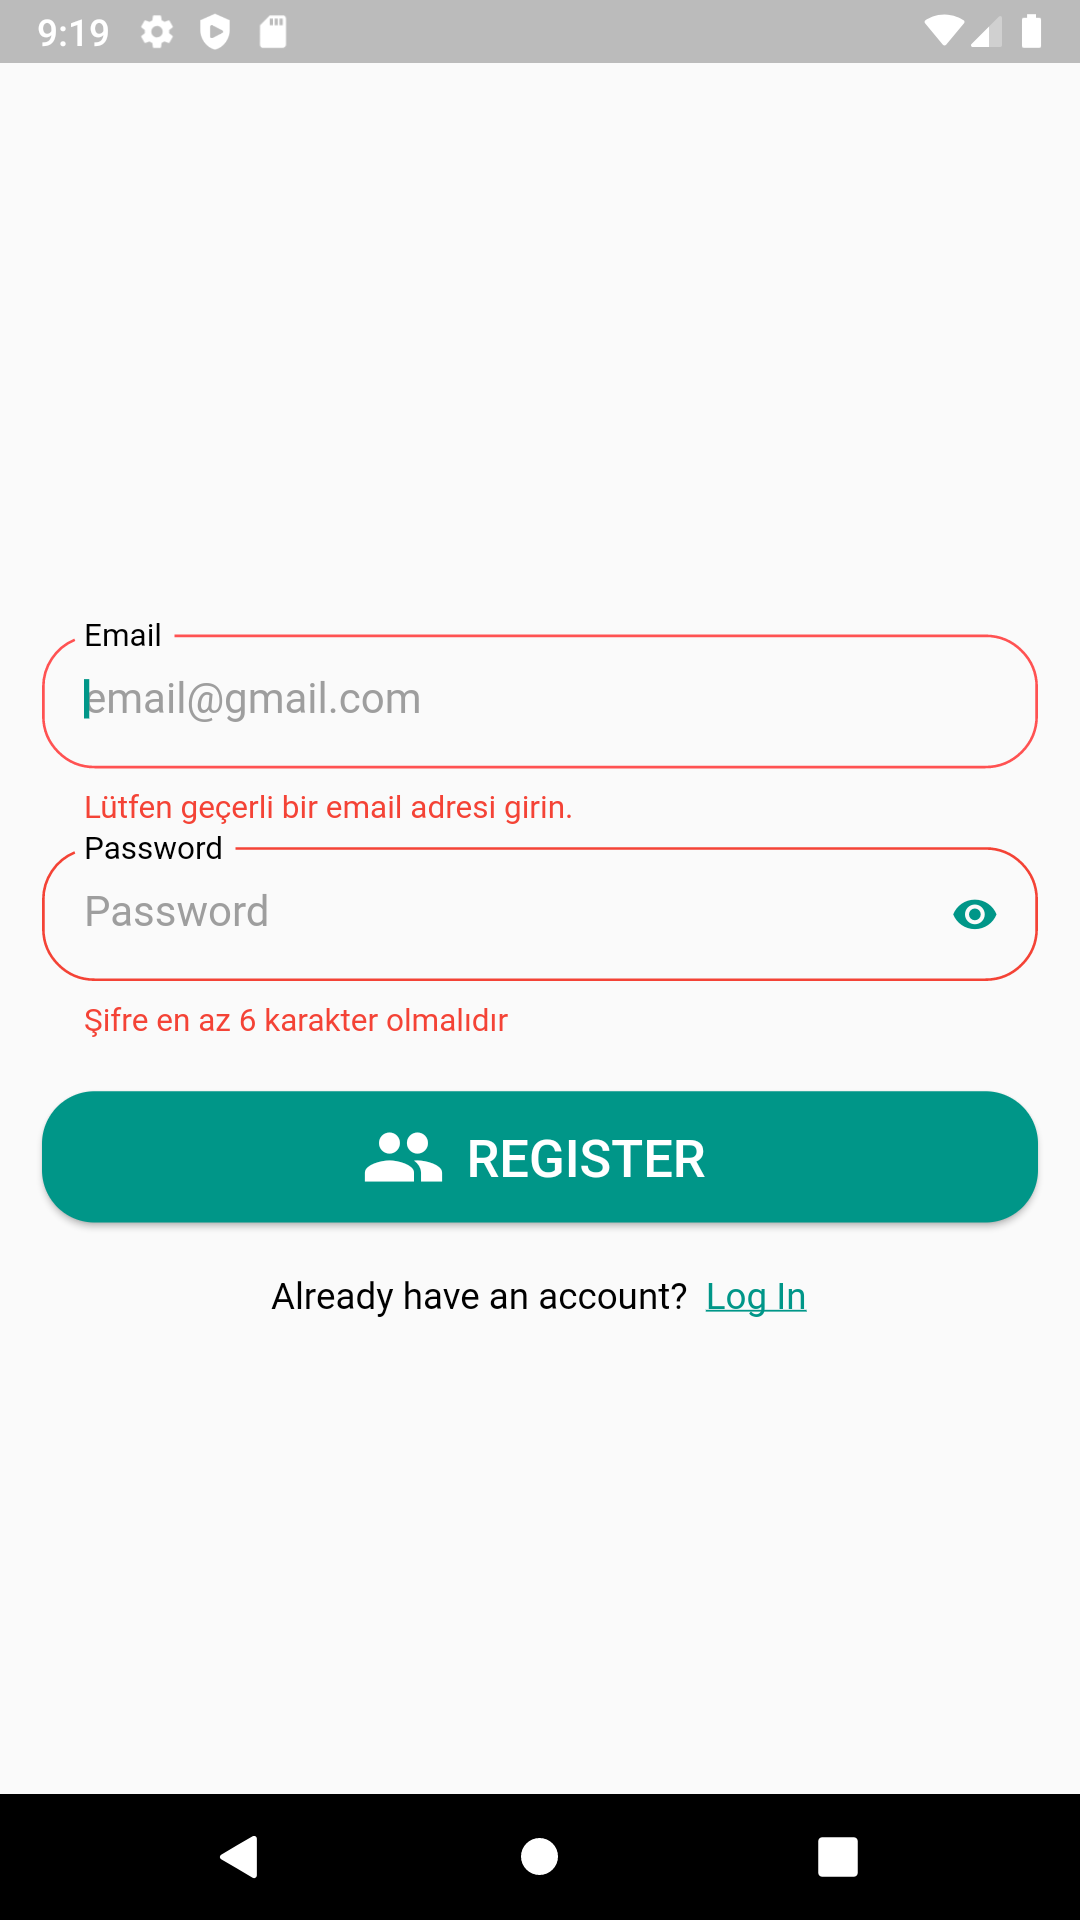 9:19
Email
email@gmail.com
Lütfen geçerli bir email adresi girin.
Password
Password
Şifre en az 6 karakter olmalıdır
REGISTER
Already have an account? Log In